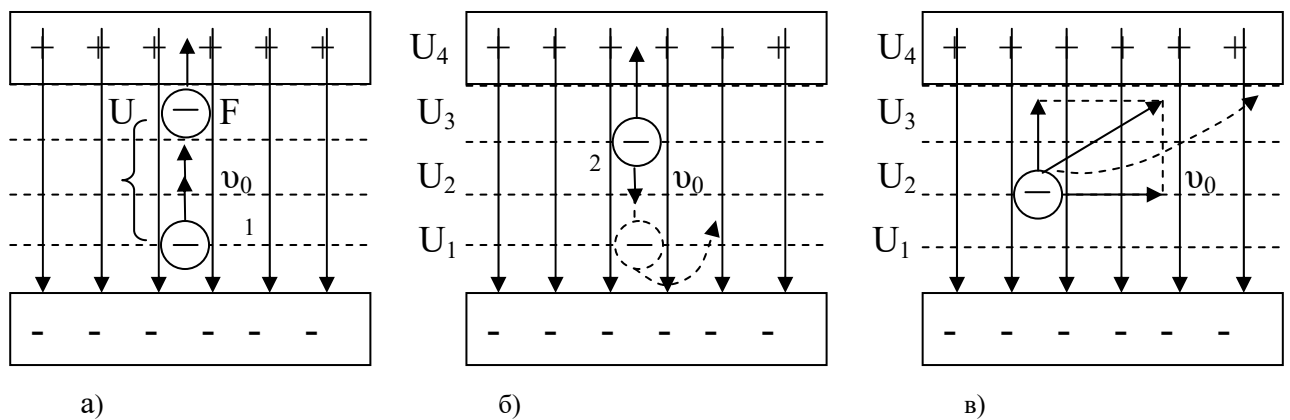 + + + + + +
U F
υ₀
1
- - - - - -
а)
U₄ + + + + + +
U₃
2
U₂ υ₀
U₁
- - - - - -
б)
U₄ + + + + + +
U₃
U₂ υ₀
U₁
- - - - - -
в)